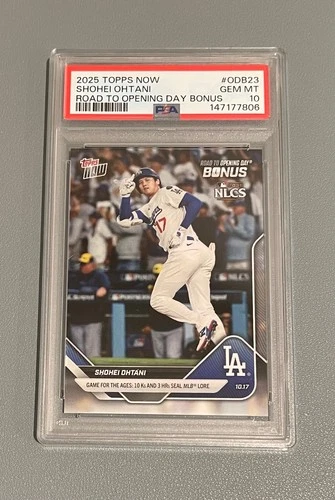 2025 TOPPS NOW #ODB23
SHOHEI OHTANI GEM MT
ROAD TO OPENING DAY BONUS 10
PSA 147177806
Topps NOW
ROAD TO OPENING DAY
BONUS
NLCS
17
SHOHEI OHTANI
LA
GAME FOR THE AGES: 10 Ks AND 3 HRs SEAL MLB™ LORE
10.17